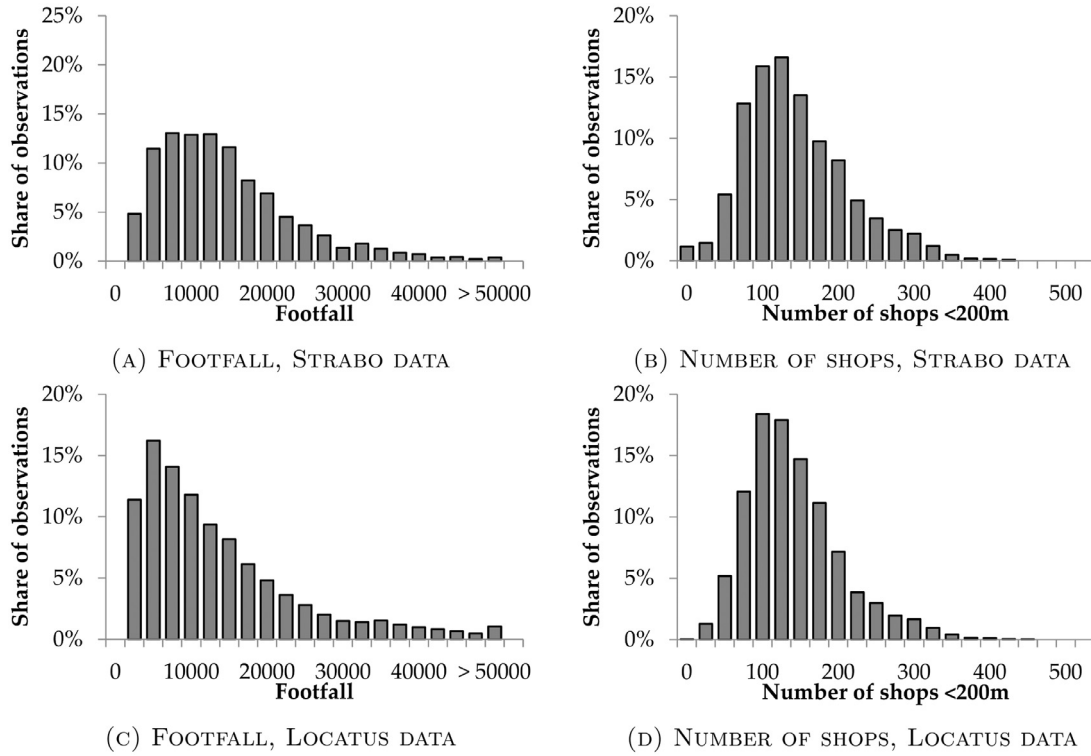 25%
20%
15%
10%
5%
0%
Share of observations
0 10000 20000 30000 40000 > 50000
Footfall
(A) FOOTFALL, STRABO DATA
20%
15%
10%
5%
0%
Share of observations
0 100 200 300 400 500
Number of shops <200m
(B) NUMBER OF SHOPS, STRABO DATA
20%
15%
10%
5%
0%
Share of observations
0 10000 20000 30000 40000 > 50000
Footfall
(C) FOOTFALL, LOCATUS DATA
20%
15%
10%
5%
0%
Share of observations
0 100 200 300 400 500
Number of shops <200m
(D) NUMBER OF SHOPS, LOCATUS DATA